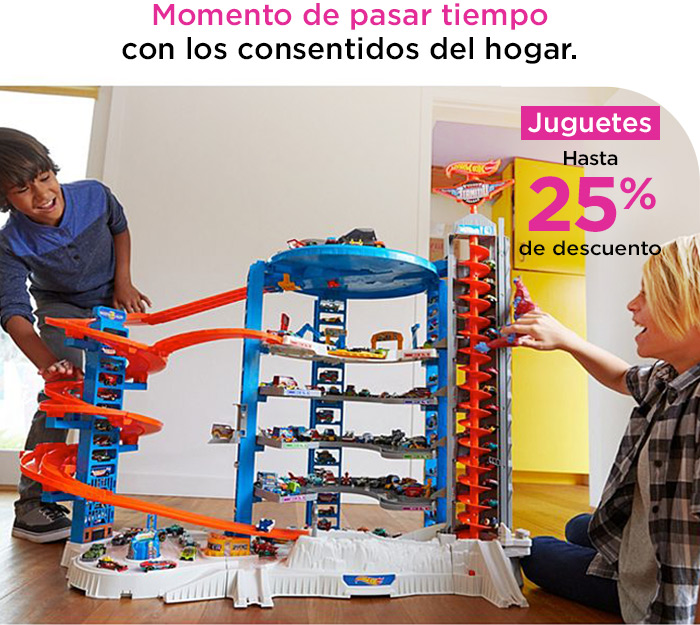 Momento de pasar tiempo
con los consentidos del hogar.
Juguetes
Hasta
25%
de descuento